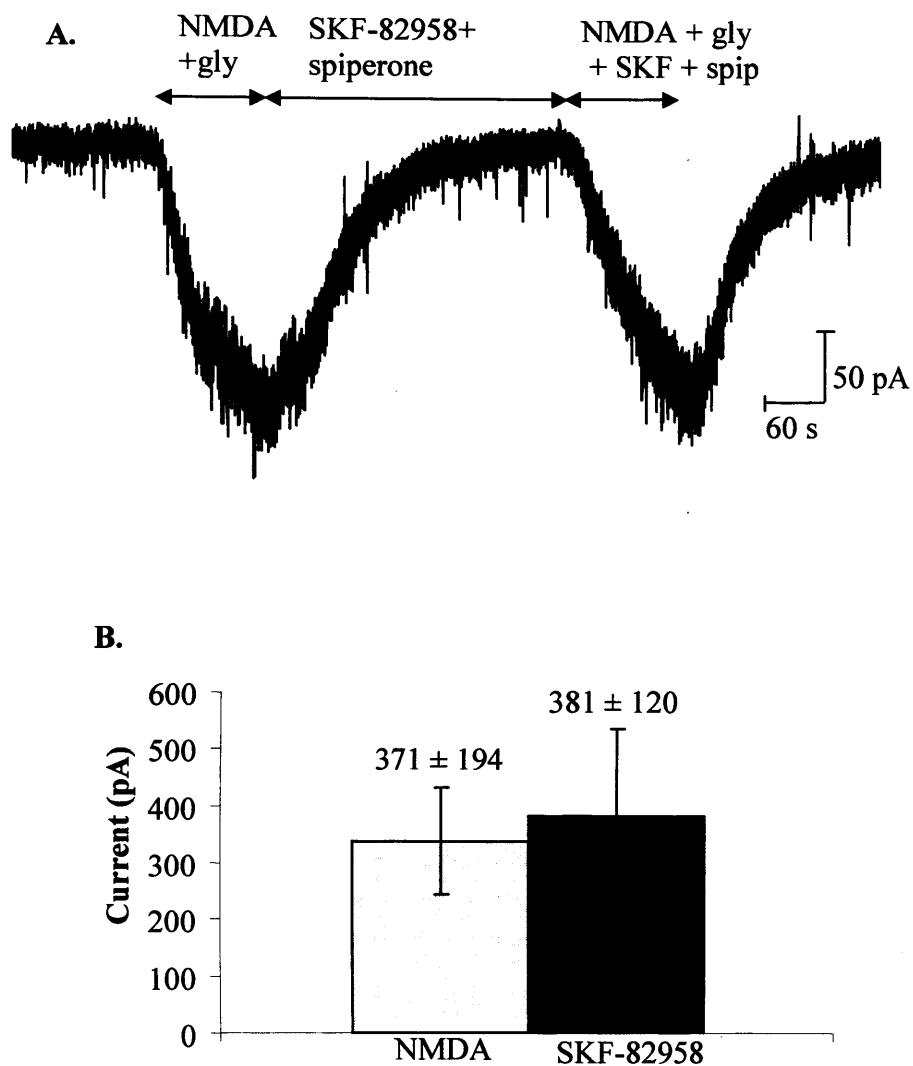 A.
NMDA
+gly
SKF-82958+
spiperone
NMDA + gly
+ SKF + spip
50 pA
60 s
B.
Current (pA)
600
500
400
300
200
100
0
371 ± 194
381 ± 120
NMDA
SKF-82958